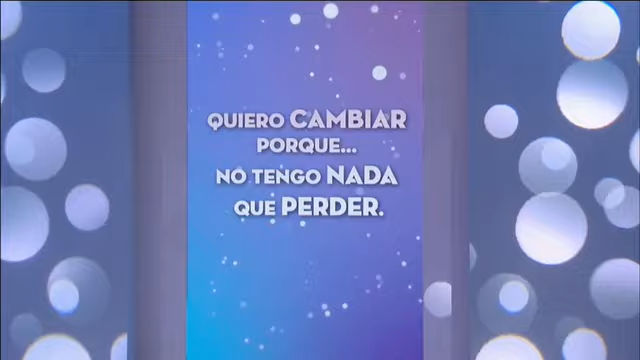 QUIERO CAMBIAR
PORQUE...
NO TENGO NADA
QUE PERDER.